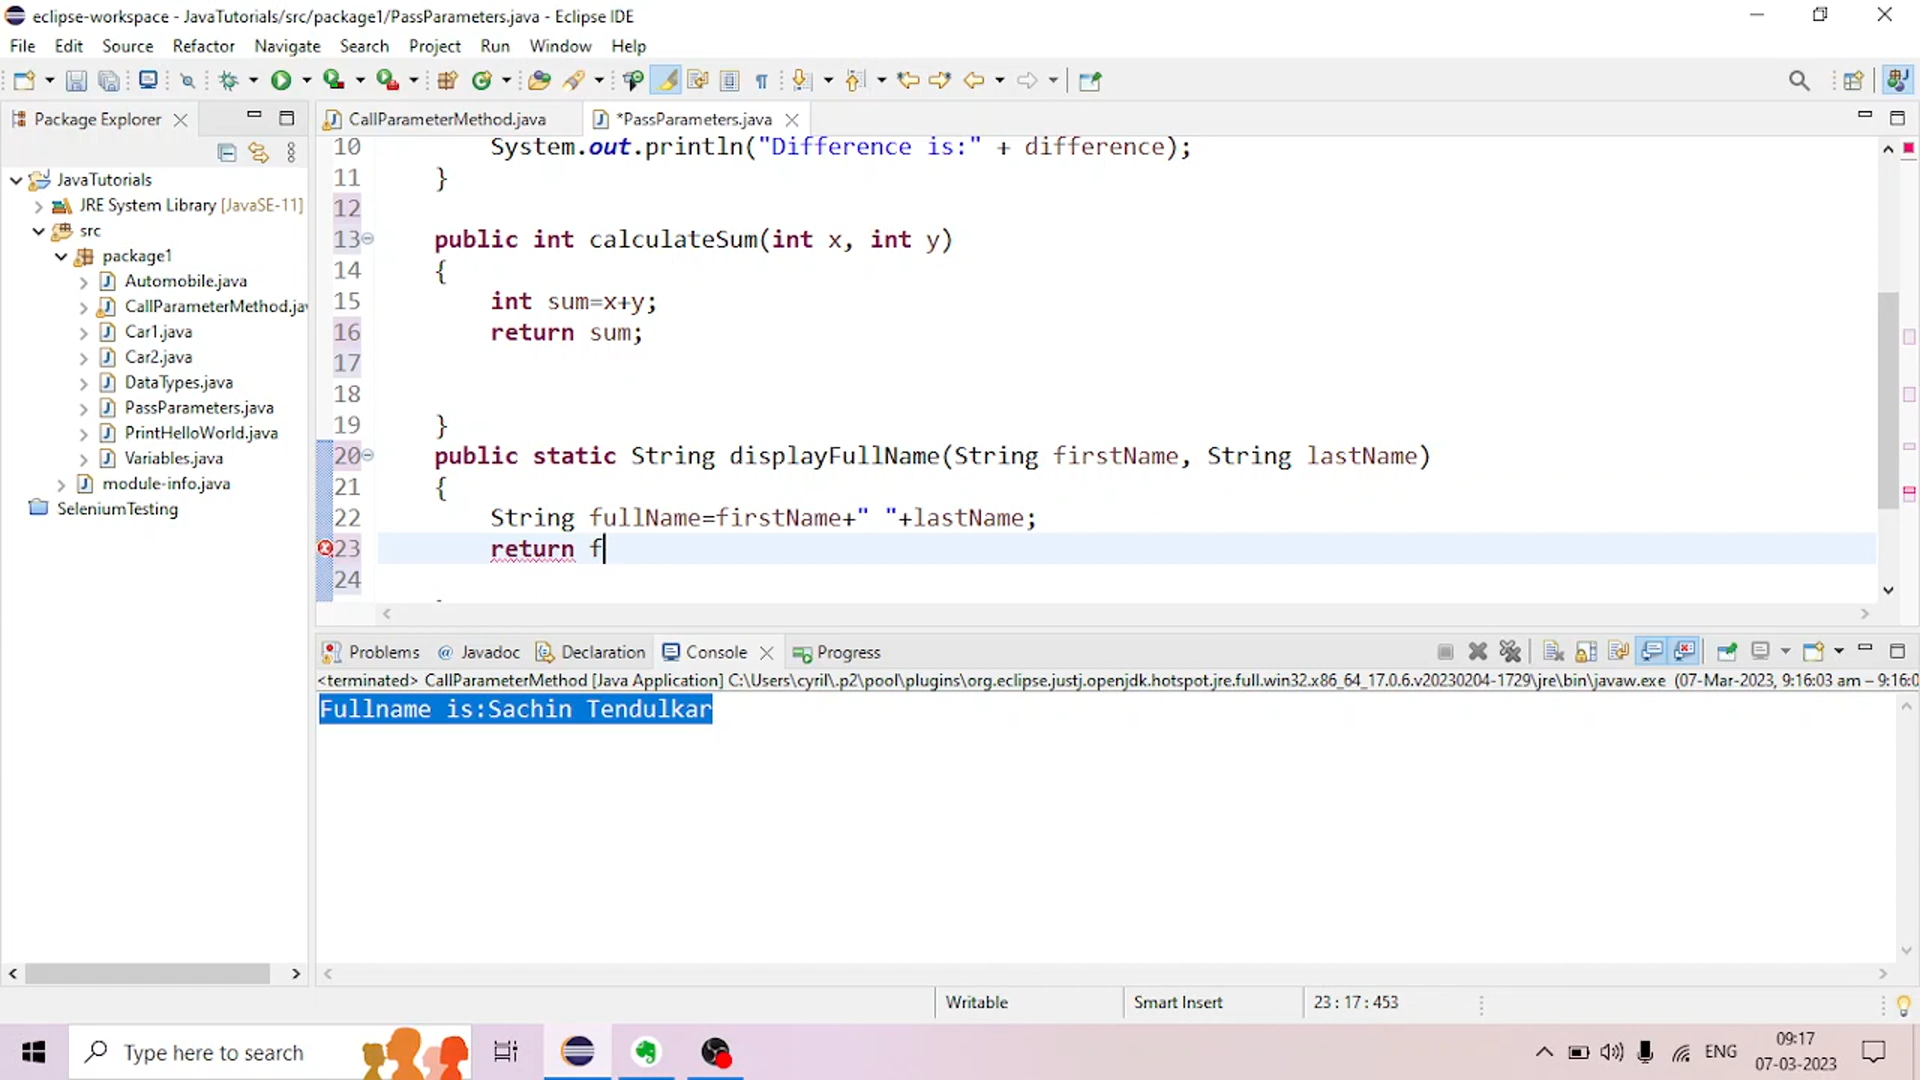 eclipse-workspace - JavaTutorials/src/package1/PassParameters.java - Eclipse IDE
File Edit Source Refactor Navigate Search Project Run Window Help
Package Explorer
JavaTutorials
JRE System Library [JavaSE-11]
src
package1
Automobile.java
CallParameterMethod.jav
Car1.java
Car2.java
DataTypes.java
PassParameters.java
PrintHelloWorld.java
Variables.java
module-info.java
SeleniumTesting
CallParameterMethod.java *PassParameters.java
10 System.out.println("Difference is:" + difference);
11 }
12
13 public int calculateSum(int x, int y)
14 {
15 int sum=x+y;
16 return sum;
17
18
19 }
20 public static String displayFullName(String firstName, String lastName)
21 {
22 String fullName=firstName+" "+lastName;
23 return f
24
Problems @ Javadoc Declaration Console Progress
<terminated> CallParameterMethod [Java Application] C:\Users\cyril\.p2\pool\plugins\org.eclipse.justj.openjdk.hotspot.jre.full.win32.x86_64_17.0.6.v20230204-1729\jre\bin\javaw.exe (07-Mar-2023, 9:16:03 am – 9:16:0
Fullname is:Sachin Tendulkar
Writable Smart Insert 23 : 17 : 453
Type here to search
ENG
09:17
07-03-2023